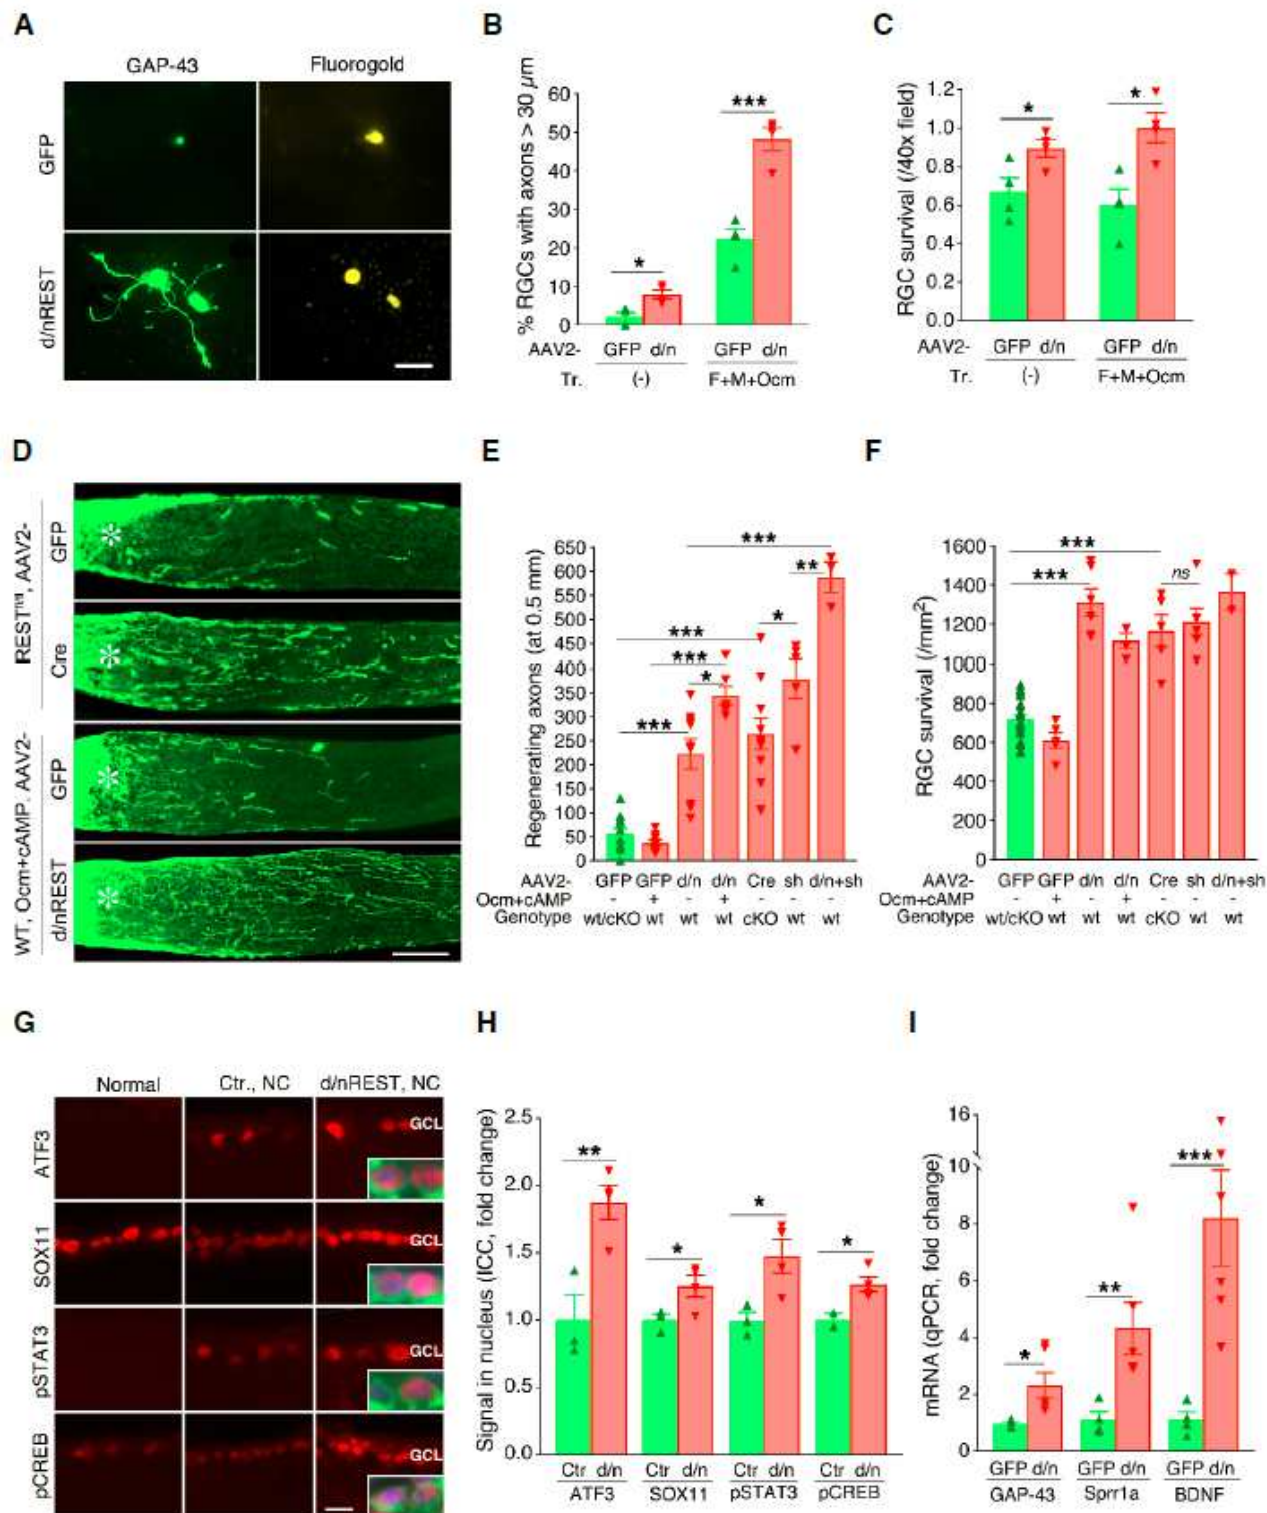 A
GAP-43 Fluorogold
GFP
d/nREST
B
% RGCs with axons > 30 µm
60
50
40
30
20
10
0
*
***
AAV2- GFP d/n GFP d/n
Tr. (-) F+M+Ocm
C
RGC survival (/40x field)
1.2
1.0
0.8
0.6
0.4
0.2
0.0
*
*
AAV2- GFP d/n GFP d/n
Tr. (-) F+M+Ocm
D
GFP
Cre
WT, Ocm+cAMP. AAV2-
GFP
d/nREST
E
Regenerating axons (at 0.5 mm)
650
600
550
500
450
400
350
300
250
200
150
100
50
0
***
**
*
***
***
*
***
AAV2- GFP GFP d/n d/n Cre sh d/n+sh
Ocm+cAMP - + - + - - -
Genotype wt/cKO wt wt wt cKO wt wt
F
RGC survival (/mm²)
1600
1400
1200
1000
800
600
400
200
0
***
***
ns
AAV2- GFP GFP d/n d/n Cre sh d/n+sh
Ocm+cAMP - + - + - - -
Genotype wt/cKO wt wt wt cKO wt wt
G
Normal Ctr., NC d/nREST, NC
ATF3 GCL
SOX11 GCL
pSTAT3 GCL
pCREB GCL
H
Signal in nucleus (ICC, fold change)
2.5
2.0
1.5
1.0
0.5
0.0
**
*
*
*
Ctr d/n Ctr d/n Ctr d/n Ctr d/n
ATF3 SOX11 pSTAT3 pCREB
I
mRNA (qPCR, fold change)
16
10
8
6
4
2
0
*
**
***
GFP d/n GFP d/n GFP d/n
GAP-43 Sprr1a BDNF